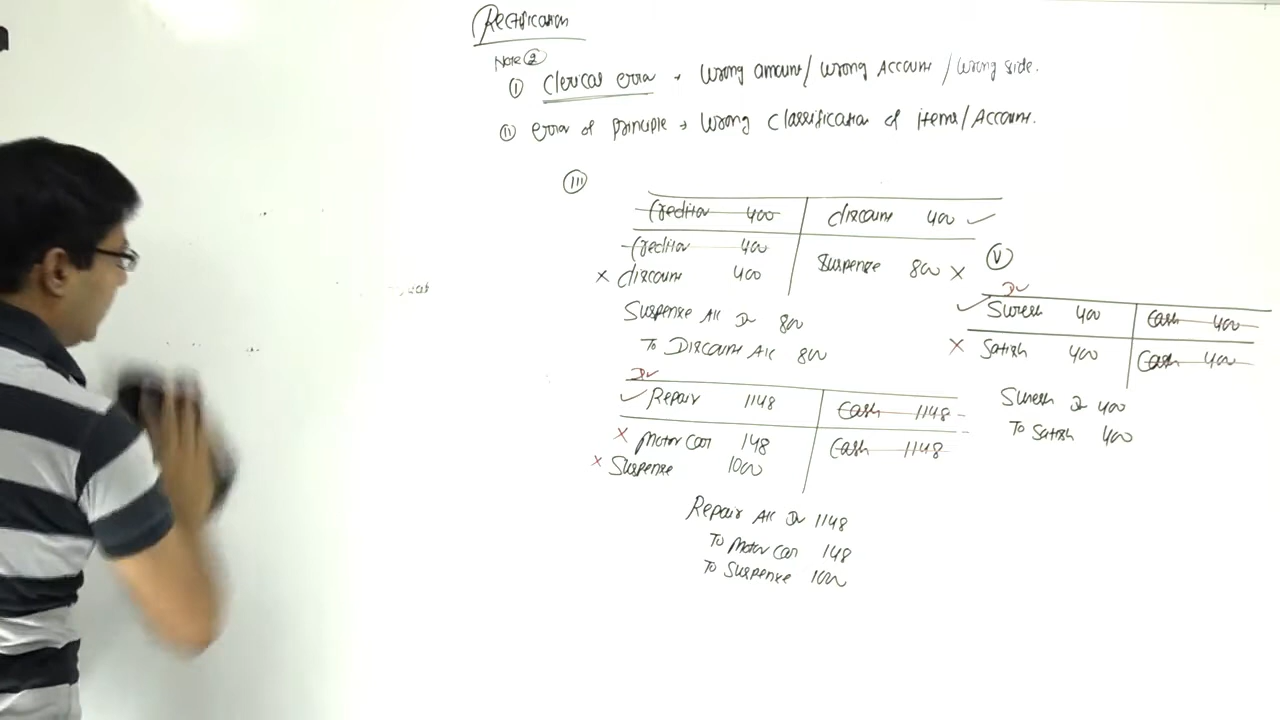 Rectification
Note ②
① Clerical error → Wrong amount/ Wrong Account / Wrong side.
② Error of principle → Wrong Classification of items/Account.
III
Creditor 400 discount 400 ✓
Creditor 400
× discount 400 Suspense 800 ×
Suspense A/c Dr 800
To Discount A/c 800
Dr
✓ Repair 1148 Cash 1148
× Motor Car 148 Cash 1148
× Suspense 1000
Repair A/c Dr 1148
To Motor Car 148
To Suspense 1000
V
Dr
✓ Suresh 400 Cash 400
× Satish 400 Cash 400
Suresh Dr 400
To Satish 400